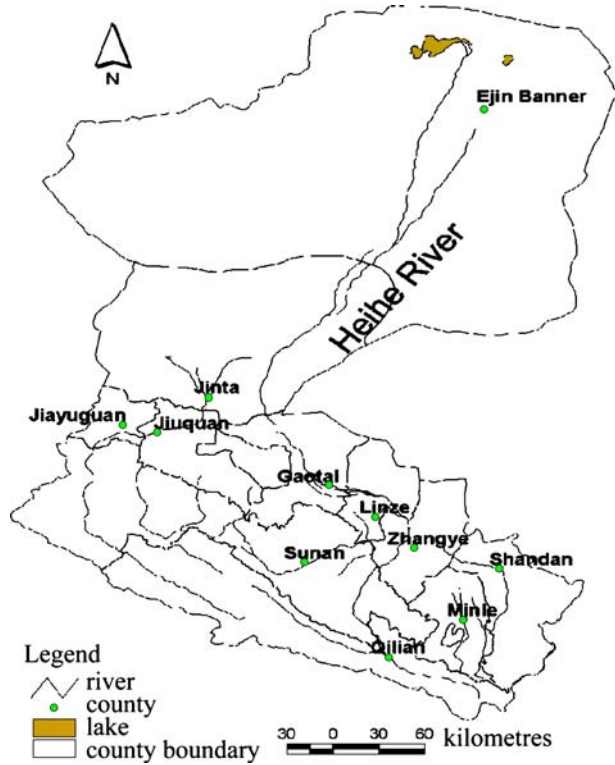 N
Ejin Banner
Heihe River
Jinta
Jiayuguan
Jiuquan
Gaotai
Linze
Zhangye
Sunan
Shandan
Minle
Qilian
Legend
river
county
lake
county boundary
30 0 30 60 kilometres